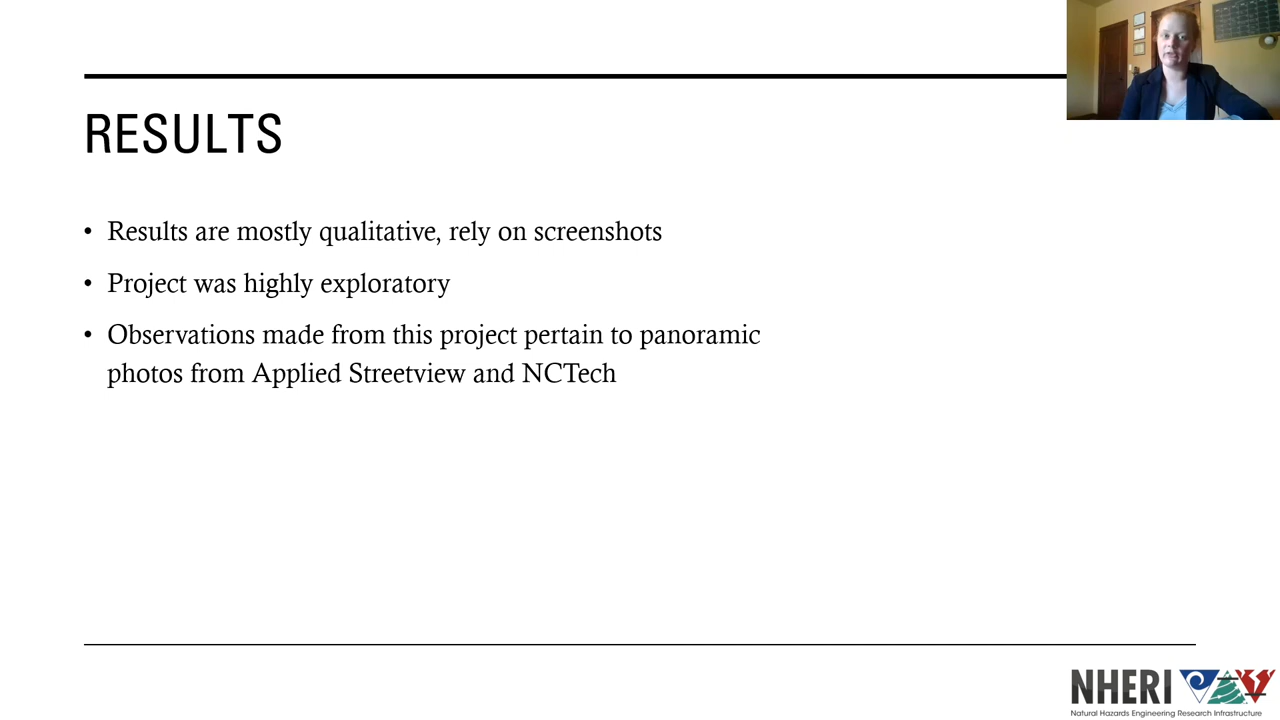 RESULTS
• Results are mostly qualitative, rely on screenshots
• Project was highly exploratory
• Observations made from this project pertain to panoramic
photos from Applied Streetview and NCTech
NHERI
Natural Hazards Engineering Research Infrastructure